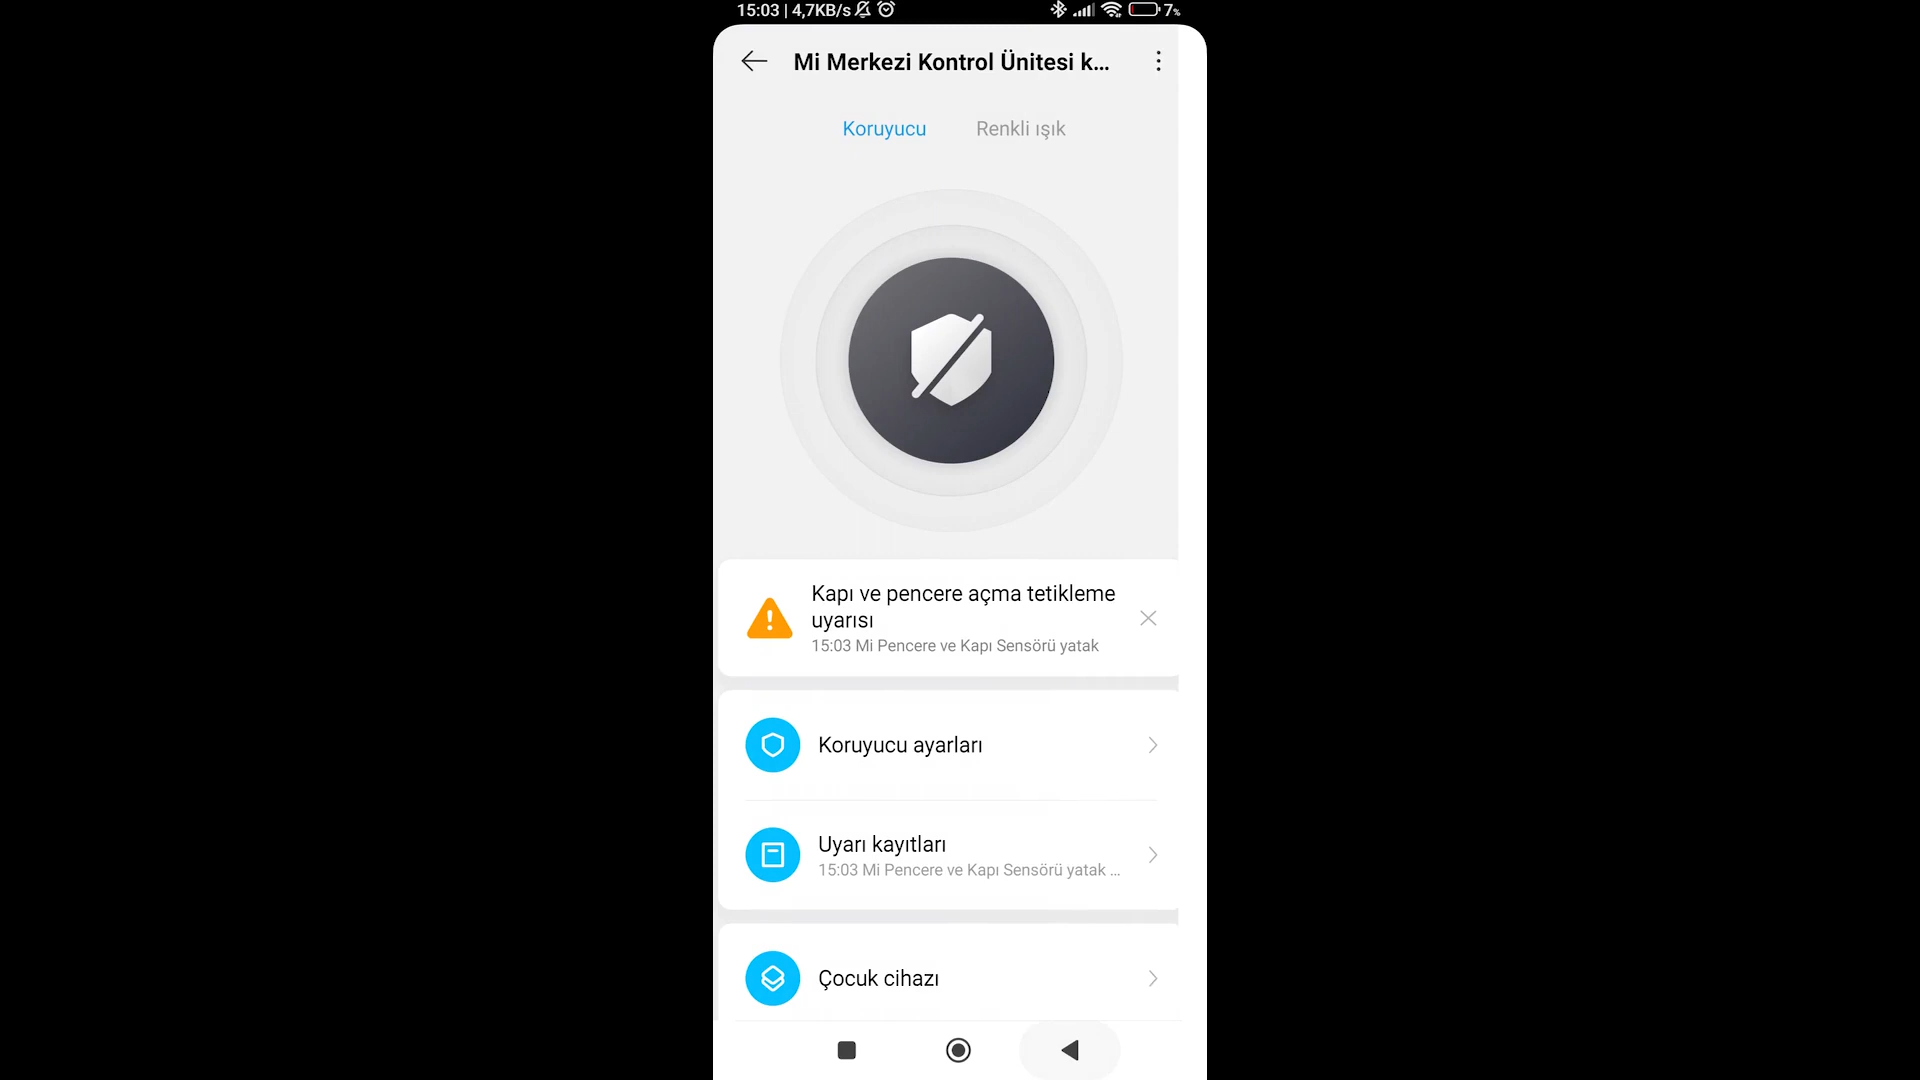 15:03 | 4,7KB/s 7%
Mi Merkezi Kontrol Ünitesi k...
Koruyucu Renkli ışık
Kapı ve pencere açma tetikleme
uyarısı
15:03 Mi Pencere ve Kapı Sensörü yatak
Koruyucu ayarları
Uyarı kayıtları
15:03 Mi Pencere ve Kapı Sensörü yatak ...
Çocuk cihazı